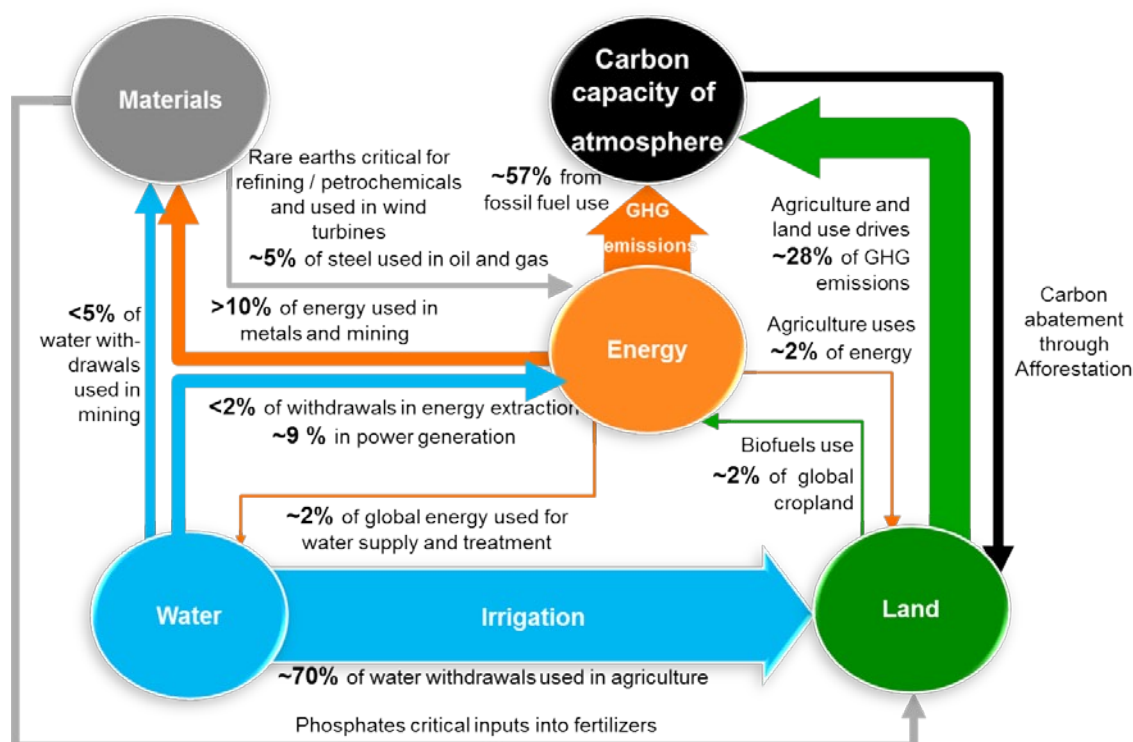 Materials
Carbon
capacity of
atmosphere
Rare earths critical for
refining / petrochemicals
and used in wind
turbines
~5% of steel used in oil and gas
~57% from
fossil fuel use
GHG
emissions
Agriculture and
land use drives
~28% of GHG
emissions
<5% of
water with-
drawals
used in
mining
>10% of energy used in
metals and mining
Energy
Agriculture uses
~2% of energy
Carbon
abatement
through
Afforestation
<2% of withdrawals in energy extraction
~9 % in power generation
Biofuels use
~2% of global
cropland
~2% of global energy used for
water supply and treatment
Water
Irrigation
Land
~70% of water withdrawals used in agriculture
Phosphates critical inputs into fertilizers